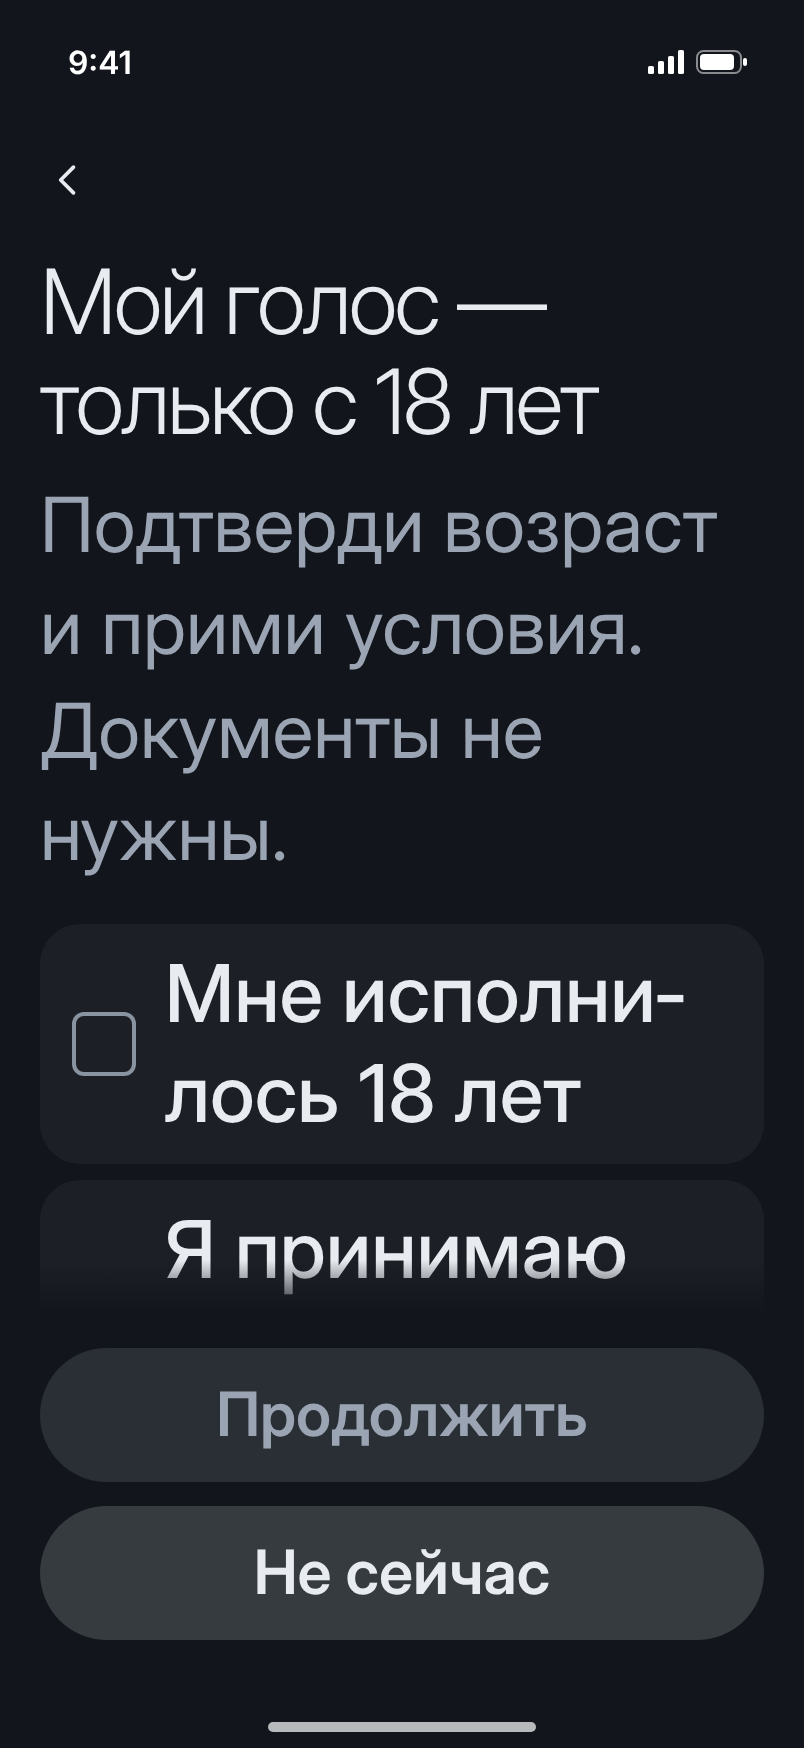 9:41
Мой голос —
только с 18 лет
Подтверди возраст
и прими условия.
Документы не
нужны.
Мне исполни-
лось 18 лет
Я принимаю
Продолжить
Не сейчас